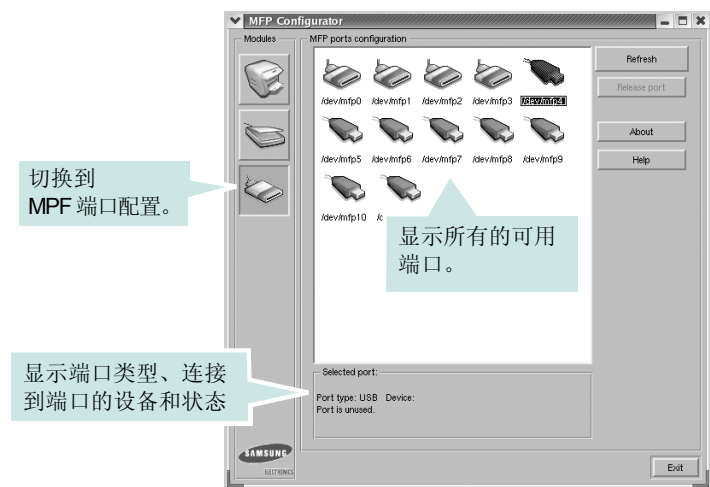 MFP Configurator
Modules
MFP ports configuration
Refresh
Release port
About
Help
/dev/mfp0 /dev/mfp1 /dev/mfp2 /dev/mfp3 /dev/mfp4
/dev/mfp5 /dev/mfp6 /dev/mfp7 /dev/mfp8 /dev/mfp9
/dev/mfp10
切换到
MPF 端口配置。
显示所有的可用
端口。
显示端口类型、连接
到端口的设备和状态
Selected port:
Port type: USB Device:
Port is unused.
SAMSUNG
ELECTRONICS
Exit